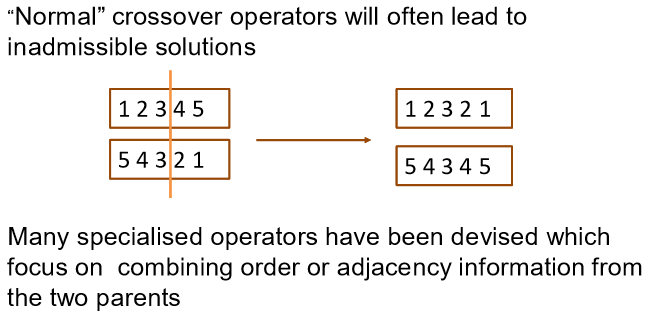 “Normal” crossover operators will often lead to
inadmissible solutions
1 2 3 4 5
1 2 3 2 1
5 4 3 2 1
5 4 3 4 5
Many specialised operators have been devised which
focus on  combining order or adjacency information from
the two parents